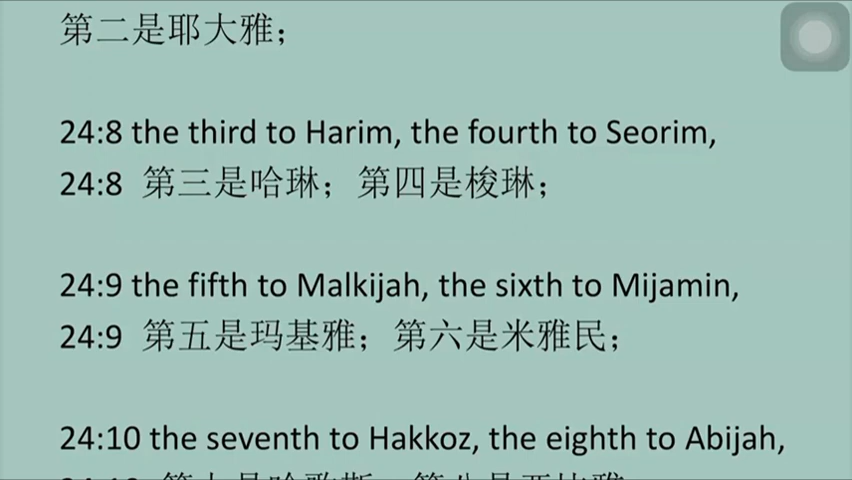 第二是耶大雅；
24:8 the third to Harim, the fourth to Seorim,
24:8 第三是哈琳；第四是梭琳；
24:9 the fifth to Malkijah, the sixth to Mijamin,
24:9 第五是玛基雅；第六是米雅民；
24:10 the seventh to Hakkoz, the eighth to Abijah,